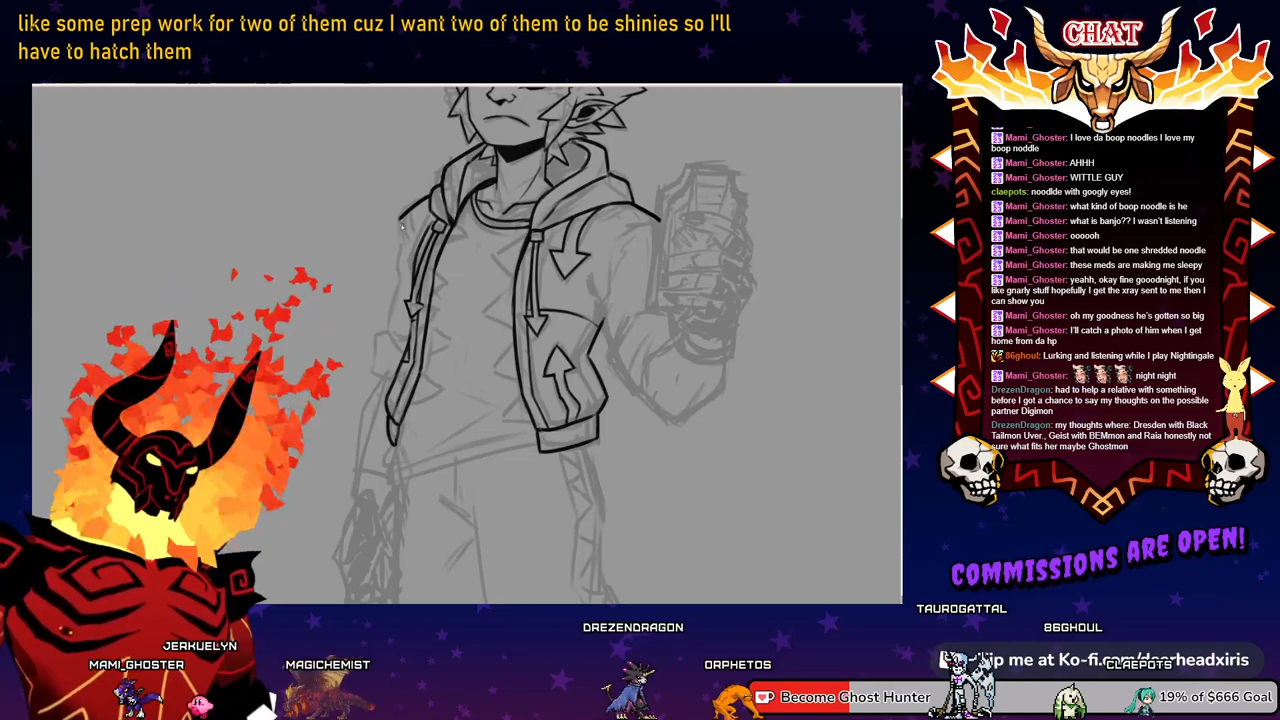 like some prep work for two of them cuz I want two of them to be shinies so I'll
have to hatch them
CHAT
Mami_Ghoster: I love da boop noodles I love my
boop noddle
Mami_Ghoster: AHHH
Mami_Ghoster: WITTLE GUY
claepots: noodlde with googly eyes!
Mami_Ghoster: what kind of boop noodle is he
Mami_Ghoster: what is banjo?? I wasn't listening
Mami_Ghoster: oooooh
Mami_Ghoster: that would be one shredded noodle
Mami_Ghoster: these meds are making me sleepy
Mami_Ghoster: yeahh, okay fine gooodnight, if you
like gnarly stuff hopefully I get the xray sent to me then I
can show you
Mami_Ghoster: oh my goodness he's gotten so big
Mami_Ghoster: I'll catch a photo of him when I get
home from da hp
86ghoul: Lurking and listening while I play Nightingale
Mami_Ghoster: night night
DrezenDragon: had to help a relative with something
before I got a chance to say my thoughts on the possible
partner Digimon
DrezenDragon: my thoughts where: Dresden with Black
Tailmon Uver., Geist with BEMmon and Raia honestly not
sure what fits her maybe Ghostmon
COMMISSIONS ARE OPEN!
TAUROGATTAL
DREZENDRAGON
86GHOUL
JERKUELYN
MAMI_GHOSTER
MAGICHEMIST
ORPHETOS
CLAEPOTS
me at Ko-fi.com/deerheadxiris
Become Ghost Hunter
19% of $666 Goal